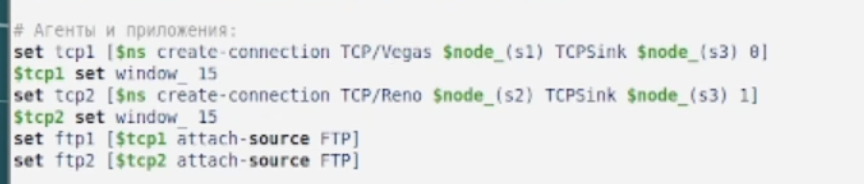 # Агенты и приложения:
set tcp1 [$ns create-connection TCP/Vegas $node_(s1) TCPSink $node_(s3) 0]
$tcp1 set window_ 15
set tcp2 [$ns create-connection TCP/Reno $node_(s2) TCPSink $node_(s3) 1]
$tcp2 set window_ 15
set ftp1 [$tcp1 attach-source FTP]
set ftp2 [$tcp2 attach-source FTP]